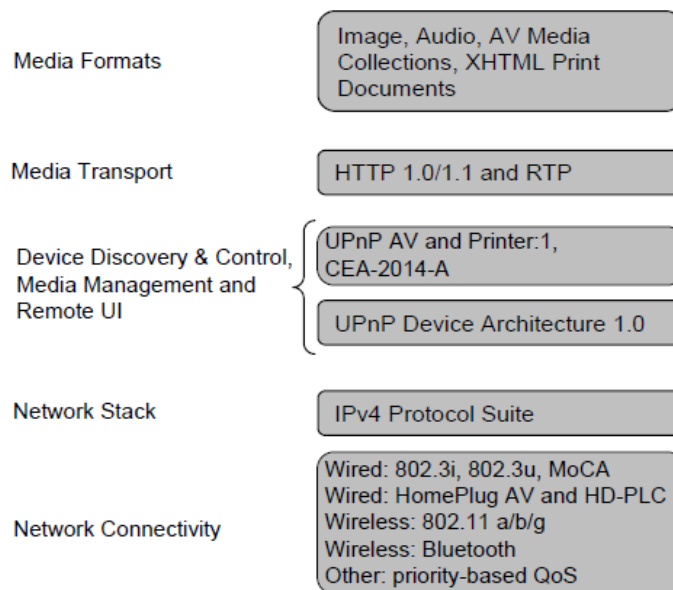 Media Formats
Image, Audio, AV Media
Collections, XHTML Print
Documents
Media Transport
HTTP 1.0/1.1 and RTP
Device Discovery & Control,
Media Management and
Remote UI
UPnP AV and Printer:1,
CEA-2014-A
UPnP Device Architecture 1.0
Network Stack
IPv4 Protocol Suite
Network Connectivity
Wired: 802.3i, 802.3u, MoCA
Wired: HomePlug AV and HD-PLC
Wireless: 802.11 a/b/g
Wireless: Bluetooth
Other: priority-based QoS